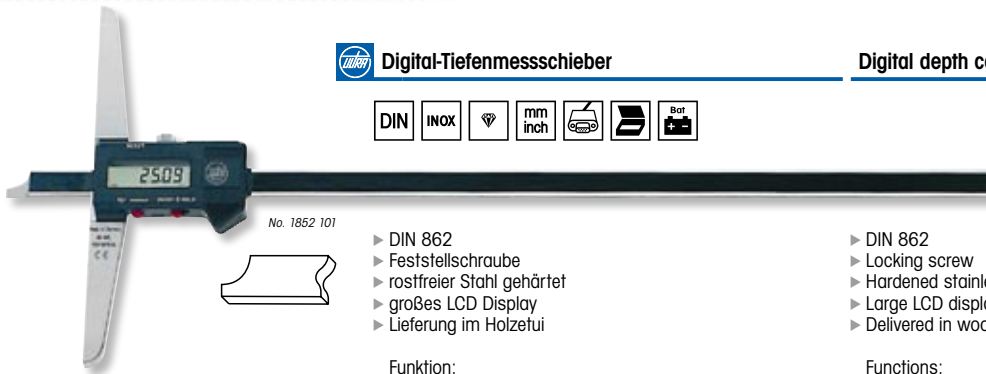 ultra
Digital-Tiefenmessschieber
DIN
INOX
mm
inch
Bat
25.09
No. 1852 101
▶ DIN 862
▶ Feststellschraube
▶ rostfreier Stahl gehärtet
▶ großes LCD Display
▶ Lieferung im Holzetui
Funktion:
Digital depth c
▶ DIN 862
▶ Locking screw
▶ Hardened stainl
▶ Large LCD displ
▶ Delivered in woo
Functions: